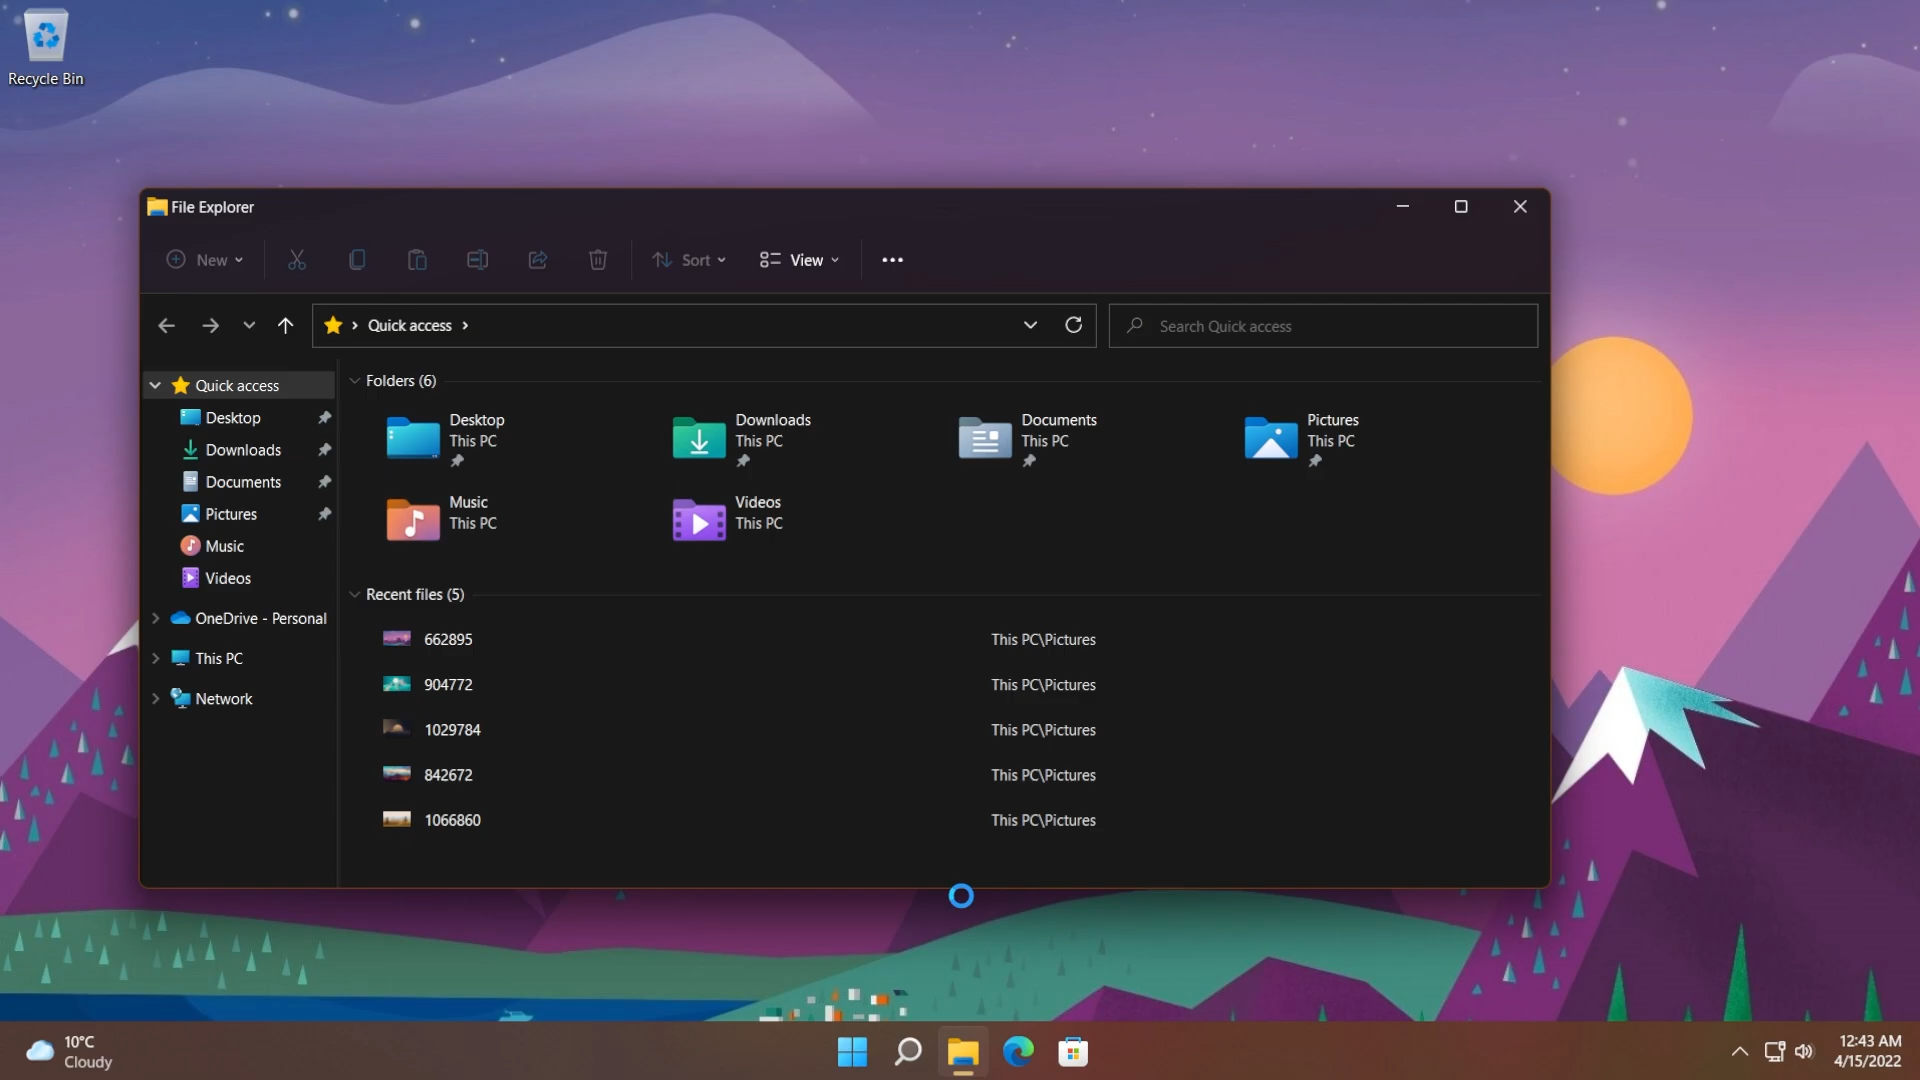 Recycle Bin
File Explorer
New
Sort
View
Quick access
Search Quick access
Quick access
Desktop
Downloads
Documents
Pictures
Music
Videos
OneDrive - Personal
This PC
Network
Folders (6)
Desktop
This PC
Downloads
This PC
Documents
This PC
Pictures
This PC
Music
This PC
Videos
This PC
Recent files (5)
662895 This PC\Pictures
904772 This PC\Pictures
1029784 This PC\Pictures
842672 This PC\Pictures
1066860 This PC\Pictures
10°C
Cloudy
12:43 AM
4/15/2022